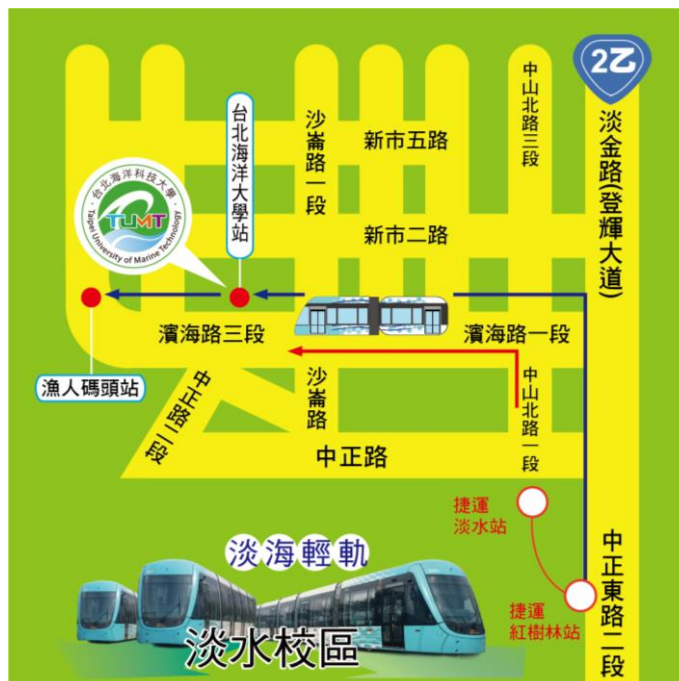 2乙
淡金路(登輝大道)
中山北路三段
沙崙路一段
新市五路
台北海洋大學站
台北海洋科技大學
TUMT
Taipei University of Marine Technology
新市二路
濱海路三段
濱海路一段
漁人碼頭站
中正路二段
沙崙路
中山北路一段
中正路
捷運
淡水站
淡海輕軌
中正東路二段
捷運
紅樹林站
淡水校區